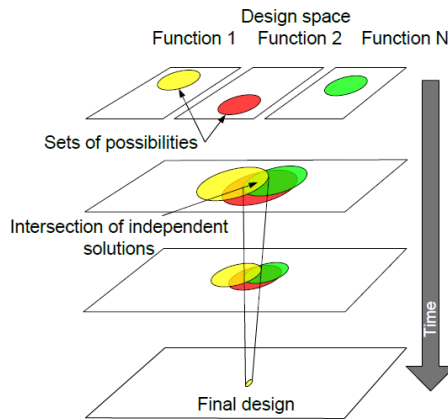 Design space
Function 1 Function 2 Function N
Sets of possibilities
Intersection of independent
solutions
Time
Final design